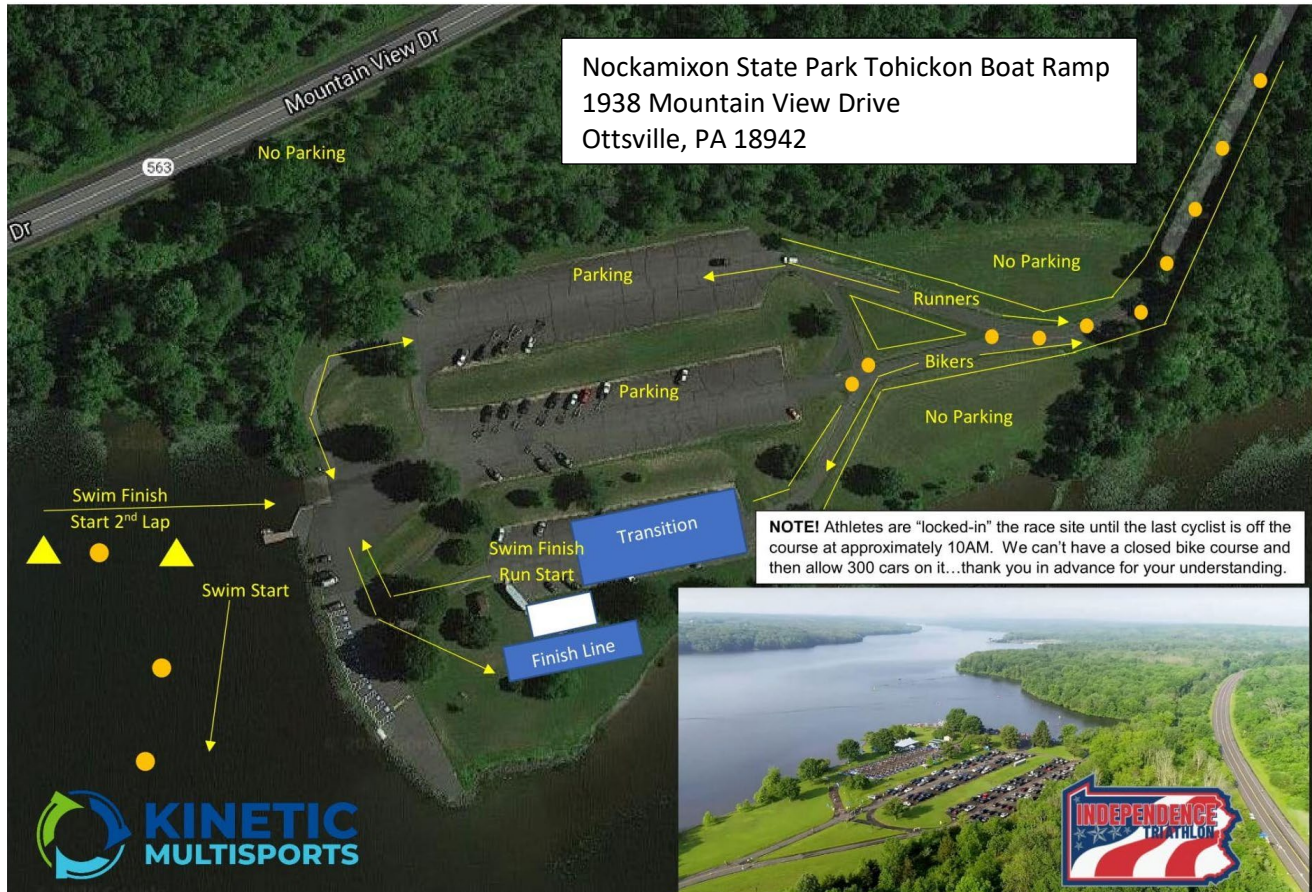 Mountain View Dr
563
Dr
No Parking
Nockamixon State Park Tohickon Boat Ramp
1938 Mountain View Drive
Ottsville, PA 18942
Parking
No Parking
Runners
Parking
Bikers
No Parking
Swim Finish
Start 2nd Lap
Swim Start
Transition
Swim Finish
Run Start
Finish Line
NOTE! Athletes are “locked-in” the race site until the last cyclist is off the
course at approximately 10AM. We can’t have a closed bike course and
then allow 300 cars on it…thank you in advance for your understanding.
KINETIC
MULTISPORTS
INDEPENDENCE
TRIATHLON